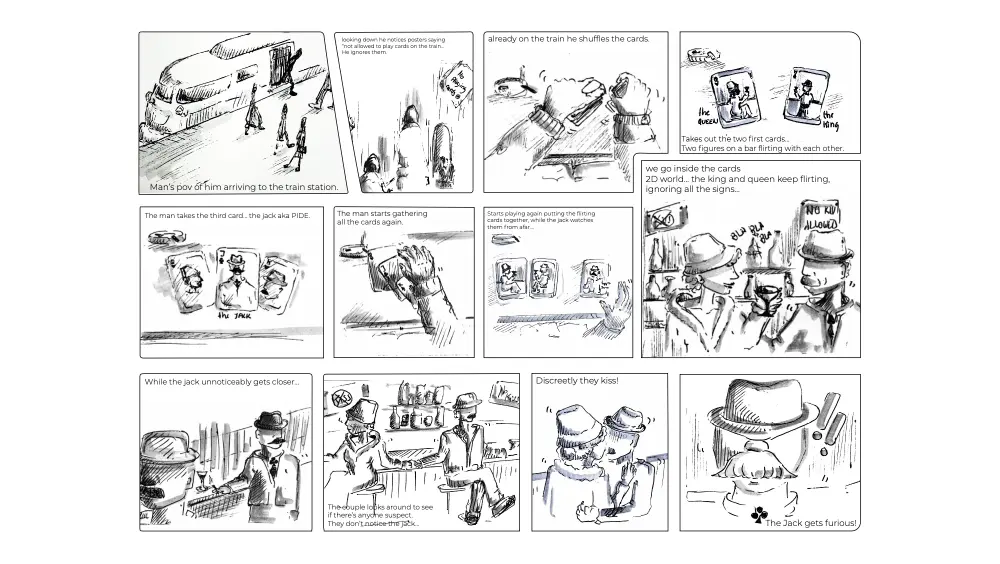 Man's pov of him arriving to the train station.
looking down he notices posters saying
"not allowed to play cards on the train...
He ignores them.
already on the train he shuffles the cards.
the
QUEEN
the
King
Takes out the two first cards...
Two figures on a bar flirting with each other.
The man takes the third card... the jack aka PIDE.
the JACK
The man starts gathering
all the cards again.
Starts playing again putting the flirting
cards together, while the jack watches
them from afar...
we go inside the cards
2D world... the king and queen keep flirting,
ignoring all the signs...
BLA BLA
BLA
NO
ALLOWED
While the jack unnoticeably gets closer...
The couple looks around to see
if there's anyone suspect.
They don't notice the jack...
Discreetly they kiss!
The Jack gets furious!